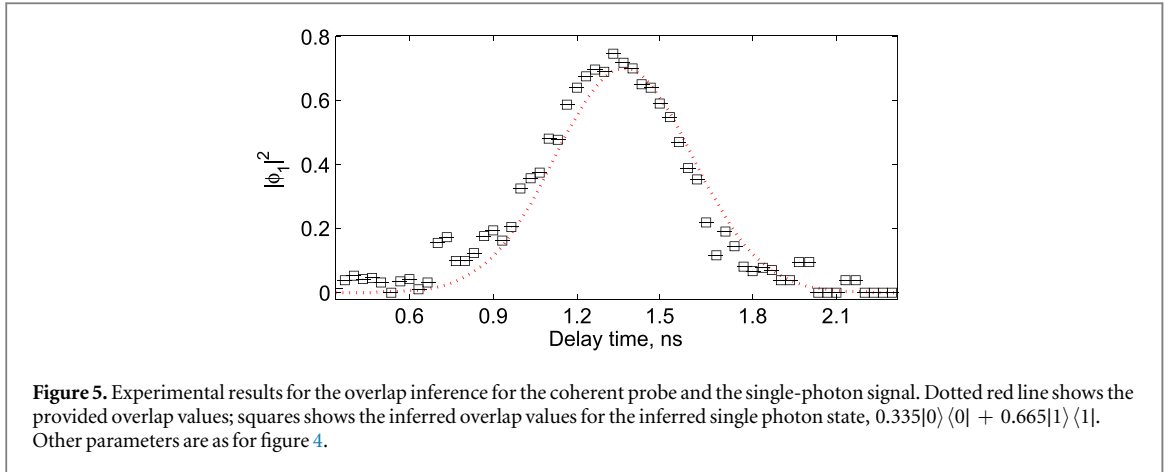 0.8
0.6
0.4
0.2
0
|ϕ₁|²
0.6 0.9 1.2 1.5 1.8 2.1
Delay time, ns
Figure 5. Experimental results for the overlap inference for the coherent probe and the single-photon signal. Dotted red line shows the
provided overlap values; squares shows the inferred overlap values for the inferred single photon state, 0.335|0⟩⟨0| + 0.665|1⟩⟨1|.
Other parameters are as for figure 4.